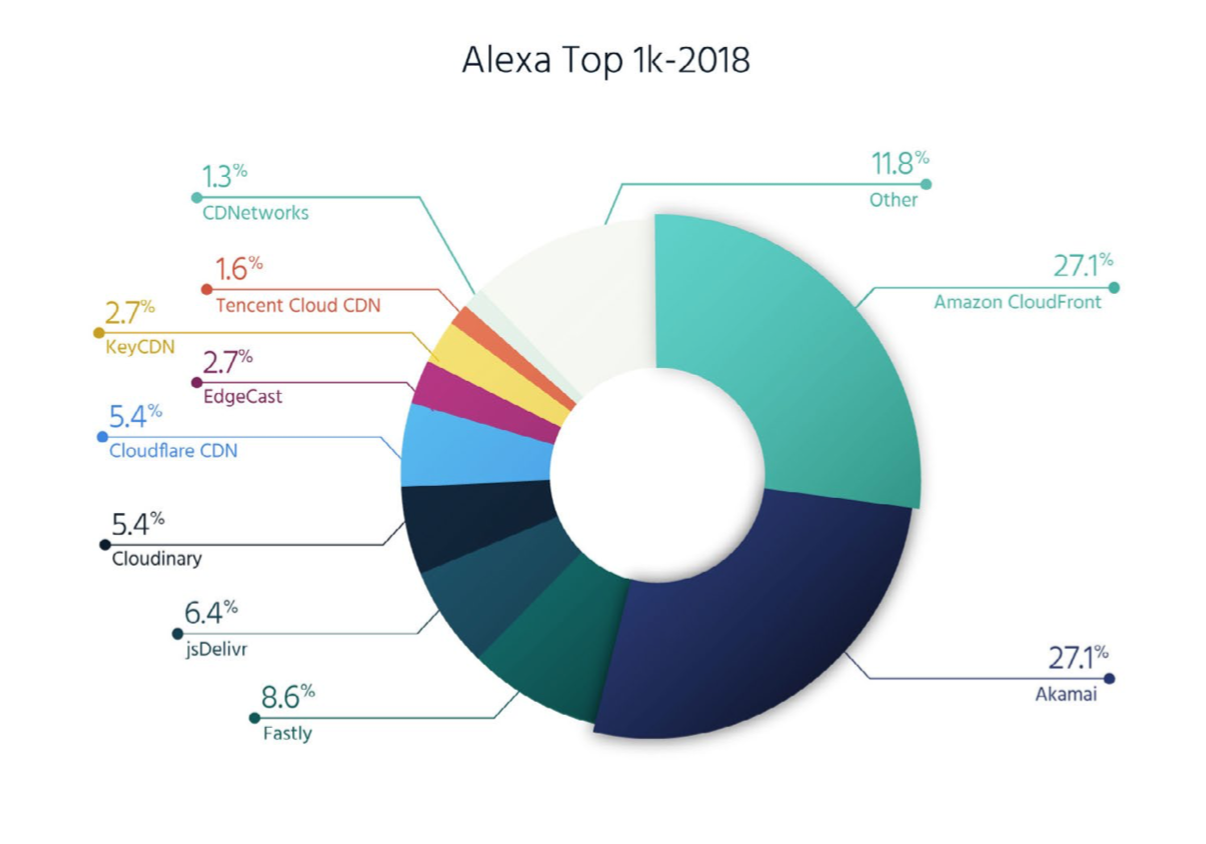 Alexa Top 1k-2018
11.8%
Other
27.1%
Amazon CloudFront
27.1%
Akamai
8.6%
Fastly
6.4%
jsDelivr
5.4%
Cloudinary
5.4%
Cloudflare CDN
2.7%
EdgeCast
2.7%
KeyCDN
1.6%
Tencent Cloud CDN
1.3%
CDNetworks